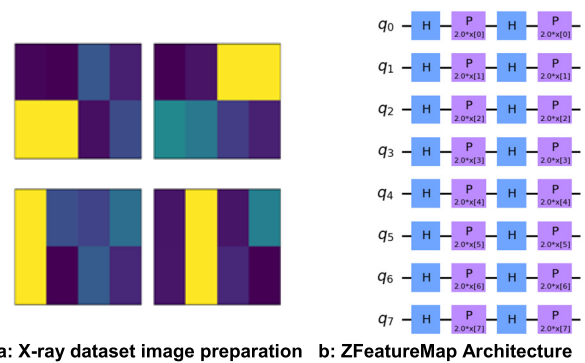 q0 H P 2.0*x[0] H P 2.0*x[0]
q1 H P 2.0*x[1] H P 2.0*x[1]
q2 H P 2.0*x[2] H P 2.0*x[2]
q3 H P 2.0*x[3] H P 2.0*x[3]
q4 H P 2.0*x[4] H P 2.0*x[4]
q5 H P 2.0*x[5] H P 2.0*x[5]
q6 H P 2.0*x[6] H P 2.0*x[6]
q7 H P 2.0*x[7] H P 2.0*x[7]
a: X-ray dataset image preparation b: ZFeatureMap Architecture